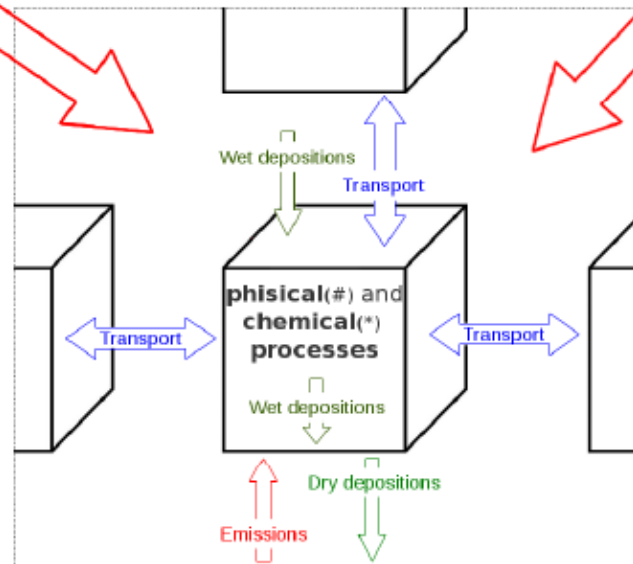 Wet depositions
Transport
phisical(#) and
chemical(*)
processes
Transport
Transport
Wet depositions
Dry depositions
Emissions